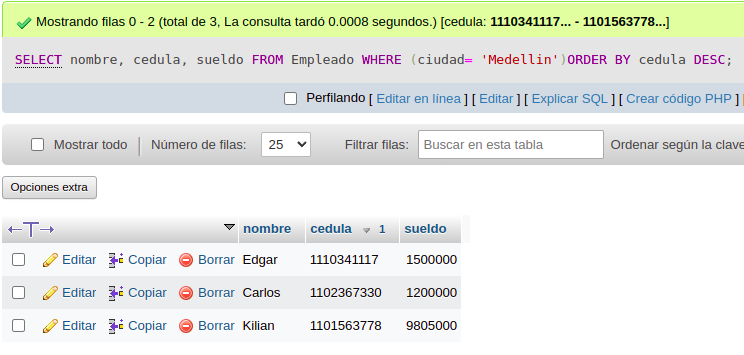 Mostrando filas 0 - 2 (total de 3, La consulta tardó 0.0008 segundos.) [cedula: 1110341117... - 1101563778...]
SELECT nombre, cedula, sueldo FROM Empleado WHERE (ciudad= 'Medellin')ORDER BY cedula DESC;
Perfilando [ Editar en línea ] [ Editar ] [ Explicar SQL ] [ Crear código PHP ] [
Mostrar todo Número de filas: 25 Filtrar filas: Buscar en esta tabla Ordenar según la clave
Opciones extra
nombre cedula 1 sueldo
Editar Copiar Borrar Edgar 1110341117 1500000
Editar Copiar Borrar Carlos 1102367330 1200000
Editar Copiar Borrar Kilian 1101563778 9805000